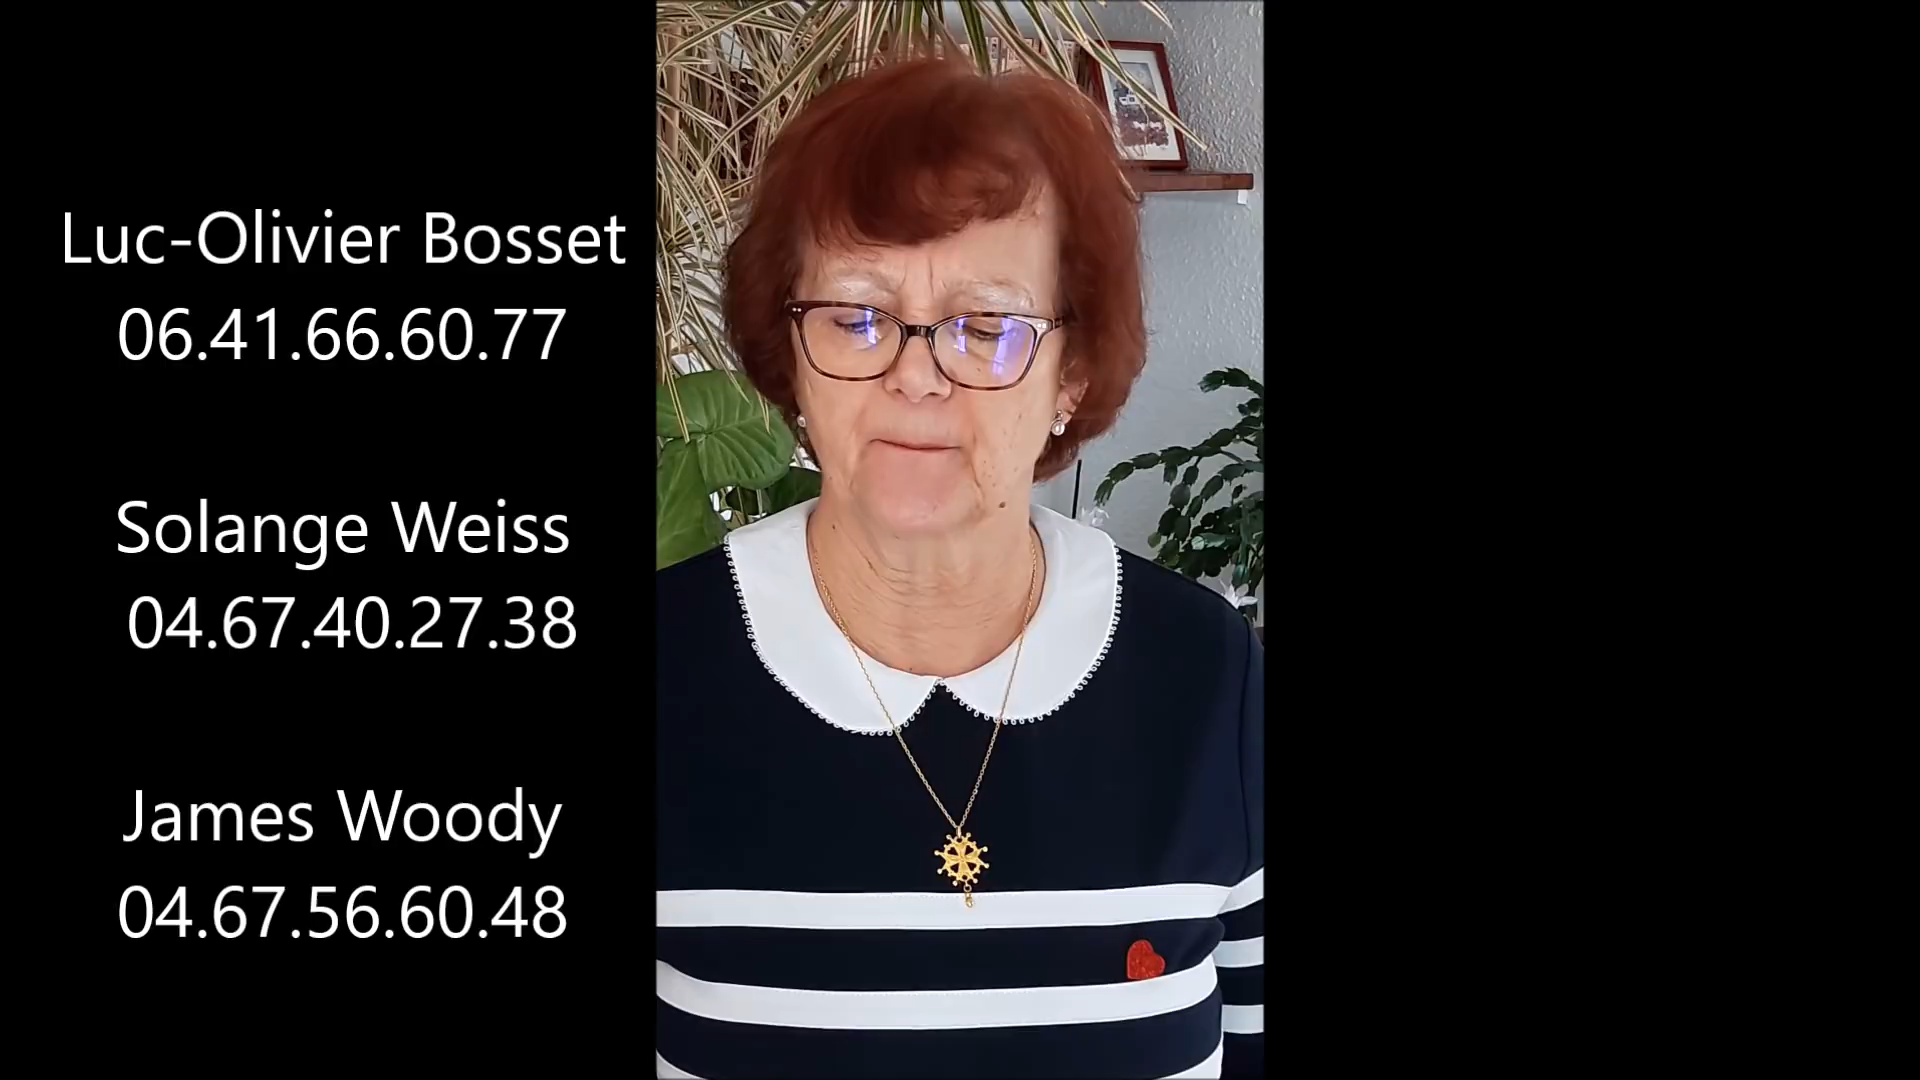 Luc-Olivier Bosset
06.41.66.60.77
Solange Weiss
04.67.40.27.38
James Woody
04.67.56.60.48